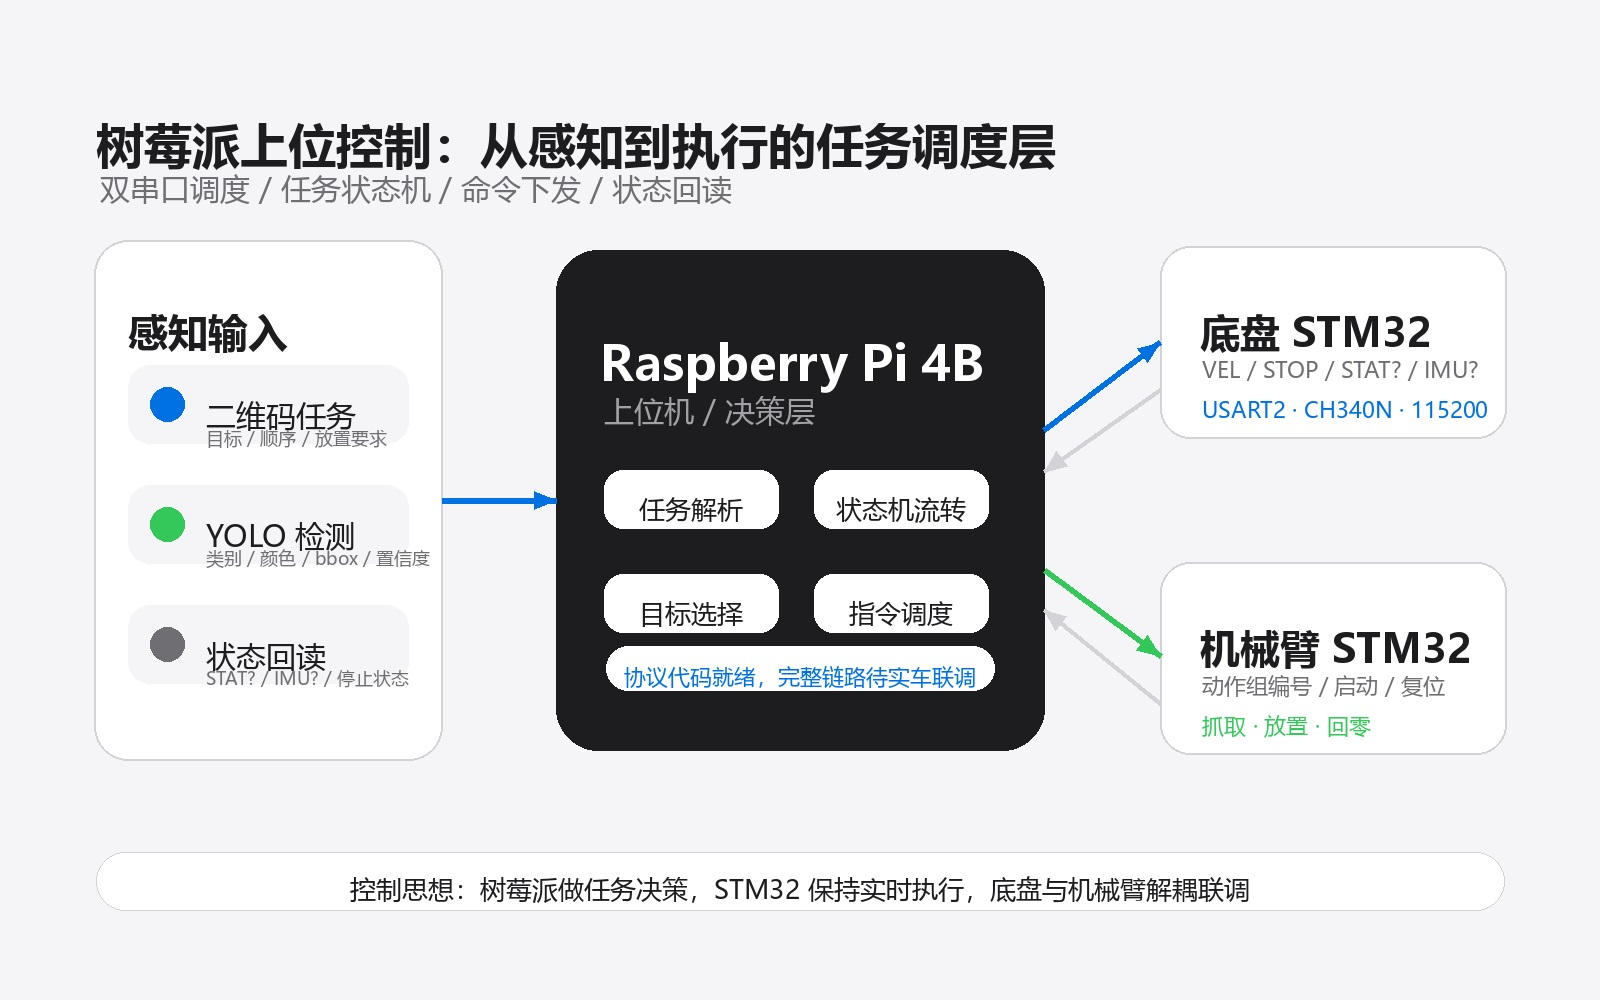 树莓派上位控制：从感知到执行的任务调度层
双串口调度 / 任务状态机 / 命令下发 / 状态回读
感知输入
二维码任务
目标 / 顺序 / 放置要求
YOLO 检测
类别 / 颜色 / bbox / 置信度
状态回读
STAT? / IMU? / 停止状态
Raspberry Pi 4B
上位机 / 决策层
任务解析
状态机流转
目标选择
指令调度
协议代码就绪，完整链路待实车联调
底盘 STM32
VEL / STOP / STAT? / IMU?
USART2 · CH340N · 115200
机械臂 STM32
动作组编号 / 启动 / 复位
抓取 · 放置 · 回零
控制思想：树莓派做任务决策，STM32 保持实时执行，底盘与机械臂解耦联调